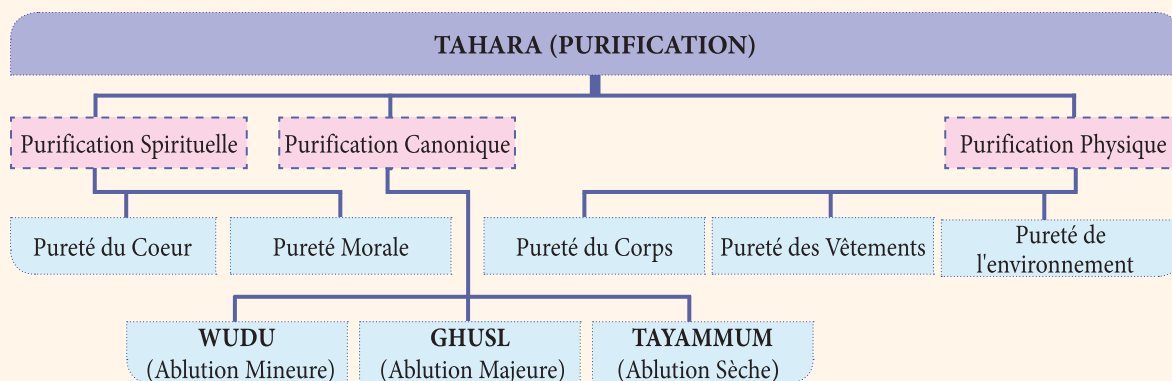 TAHARA (PURIFICATION)
Purification Spirituelle
Purification Canonique
Purification Physique
Pureté du Coeur
Pureté Morale
Pureté du Corps
Pureté des Vêtements
Pureté de
l'environnement
WUDU
(Ablution Mineure)
GHUSL
(Ablution Majeure)
TAYAMMUM
(Ablution Sèche)